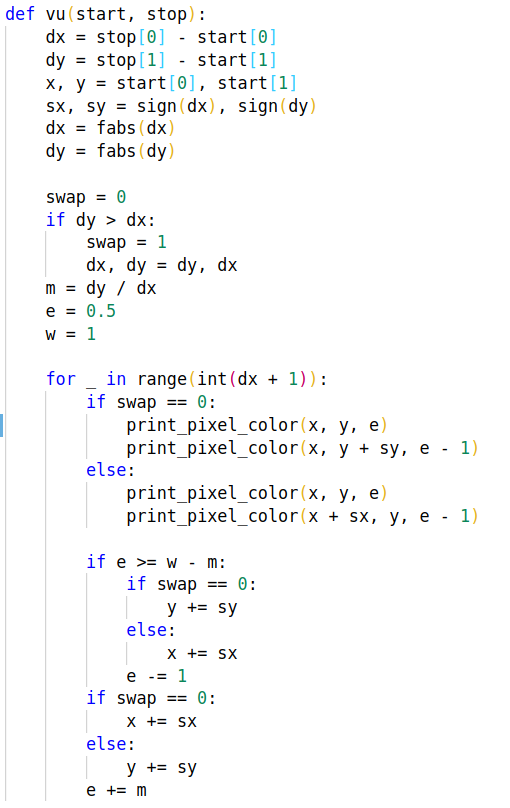 def vu(start, stop):
    dx = stop[0] - start[0]
    dy = stop[1] - start[1]
    x, y = start[0], start[1]
    sx, sy = sign(dx), sign(dy)
    dx = fabs(dx)
    dy = fabs(dy)

    swap = 0
    if dy > dx:
        swap = 1
        dx, dy = dy, dx
    m = dy / dx
    e = 0.5
    w = 1

    for _ in range(int(dx + 1)):
        if swap == 0:
            print_pixel_color(x, y, e)
            print_pixel_color(x, y + sy, e - 1)
        else:
            print_pixel_color(x, y, e)
            print_pixel_color(x + sx, y, e - 1)

        if e >= w - m:
            if swap == 0:
                y += sy
            else:
                x += sx
            e -= 1
        if swap == 0:
            x += sx
        else:
            y += sy
        e += m